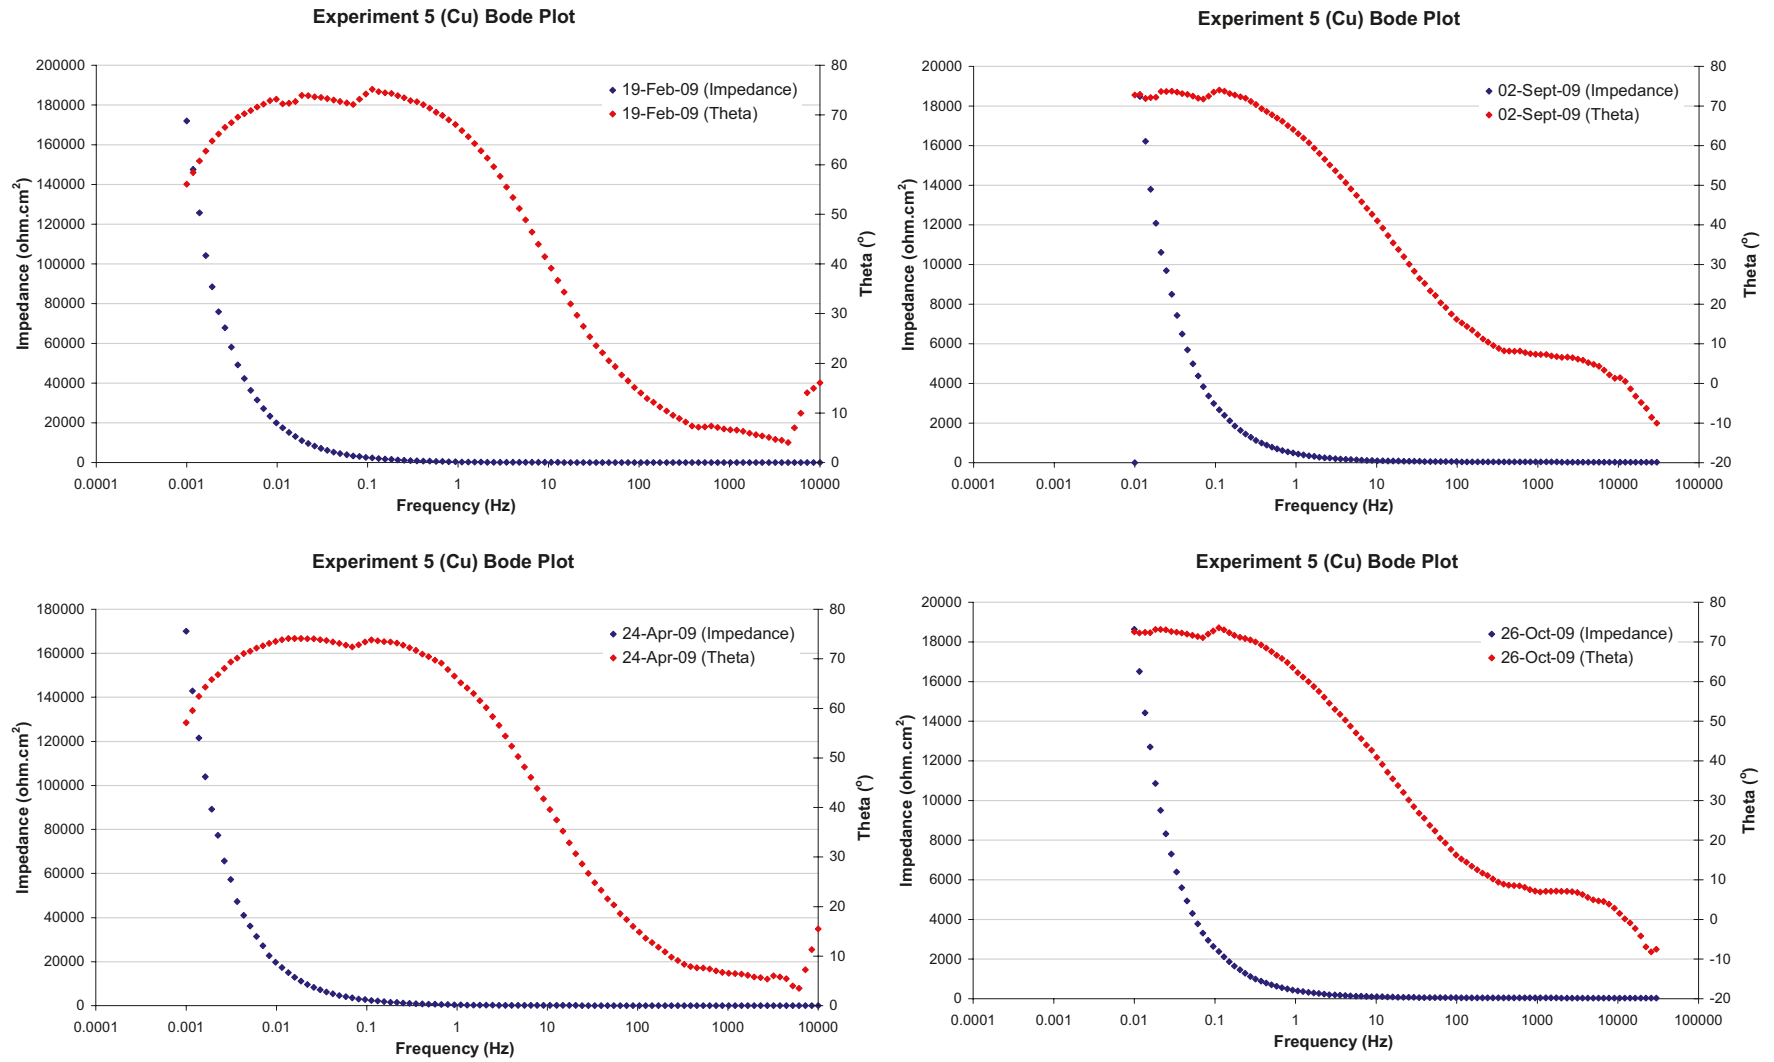 Experiment 5 (Cu) Bode Plot
200000
180000
160000
140000
120000
100000
80000
60000
40000
20000
0
Impedance (ohm.cm²)
80
70
60
50
40
30
20
10
0
Theta (°)
19-Feb-09 (Impedance)
19-Feb-09 (Theta)
0.0001 0.001 0.01 0.1 1 10 100 1000 10000
Frequency (Hz)
Experiment 5 (Cu) Bode Plot
20000
18000
16000
14000
12000
10000
8000
6000
4000
2000
0
Impedance (ohm.cm²)
80
70
60
50
40
30
20
10
0
-10
-20
Theta (°)
02-Sept-09 (Impedance)
02-Sept-09 (Theta)
0.0001 0.001 0.01 0.1 1 10 100 1000 10000 100000
Frequency (Hz)
Experiment 5 (Cu) Bode Plot
180000
160000
140000
120000
100000
80000
60000
40000
20000
0
Impedance (ohm.cm²)
80
70
60
50
40
30
20
10
0
Theta (°)
24-Apr-09 (Impedance)
24-Apr-09 (Theta)
0.0001 0.001 0.01 0.1 1 10 100 1000 10000
Frequency (Hz)
Experiment 5 (Cu) Bode Plot
20000
18000
16000
14000
12000
10000
8000
6000
4000
2000
0
Impedance (ohm.cm²)
80
70
60
50
40
30
20
10
0
-10
-20
Theta (°)
26-Oct-09 (Impedance)
26-Oct-09 (Theta)
0.0001 0.001 0.01 0.1 1 10 100 1000 10000 100000
Frequency (Hz)